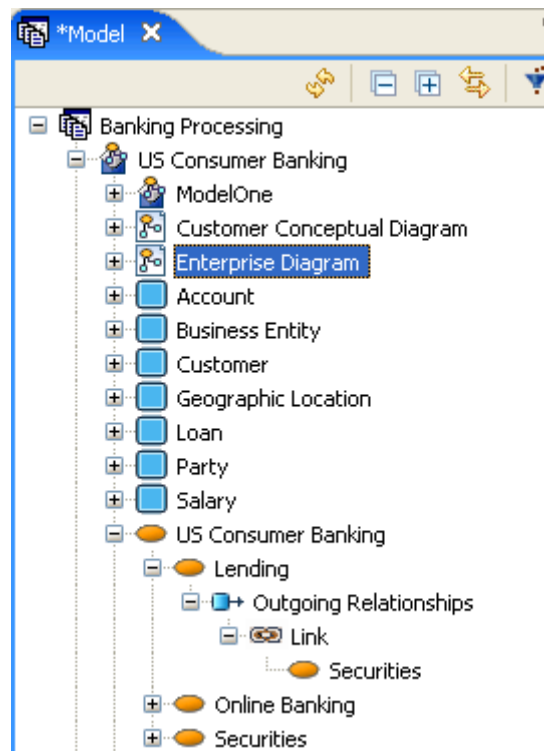 *Model
Banking Processing
US Consumer Banking
ModelOne
Customer Conceptual Diagram
Enterprise Diagram
Account
Business Entity
Customer
Geographic Location
Loan
Party
Salary
US Consumer Banking
Lending
Outgoing Relationships
Link
Securities
Online Banking
Securities